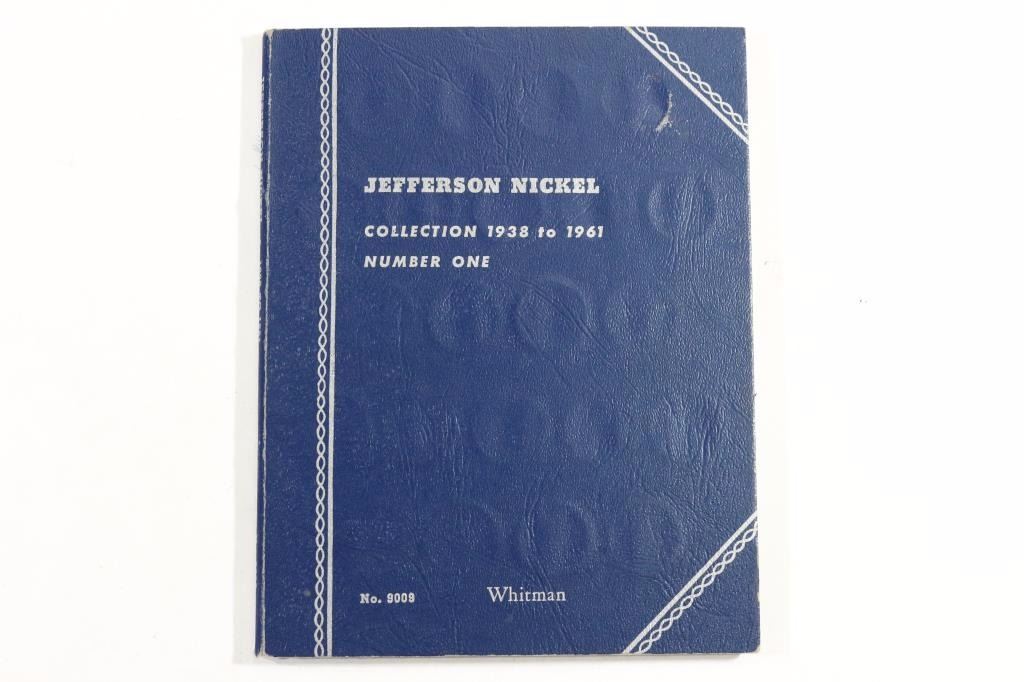 JEFFERSON NICKEL
COLLECTION 1938 to 1961
NUMBER ONE
No. 9009
Whitman